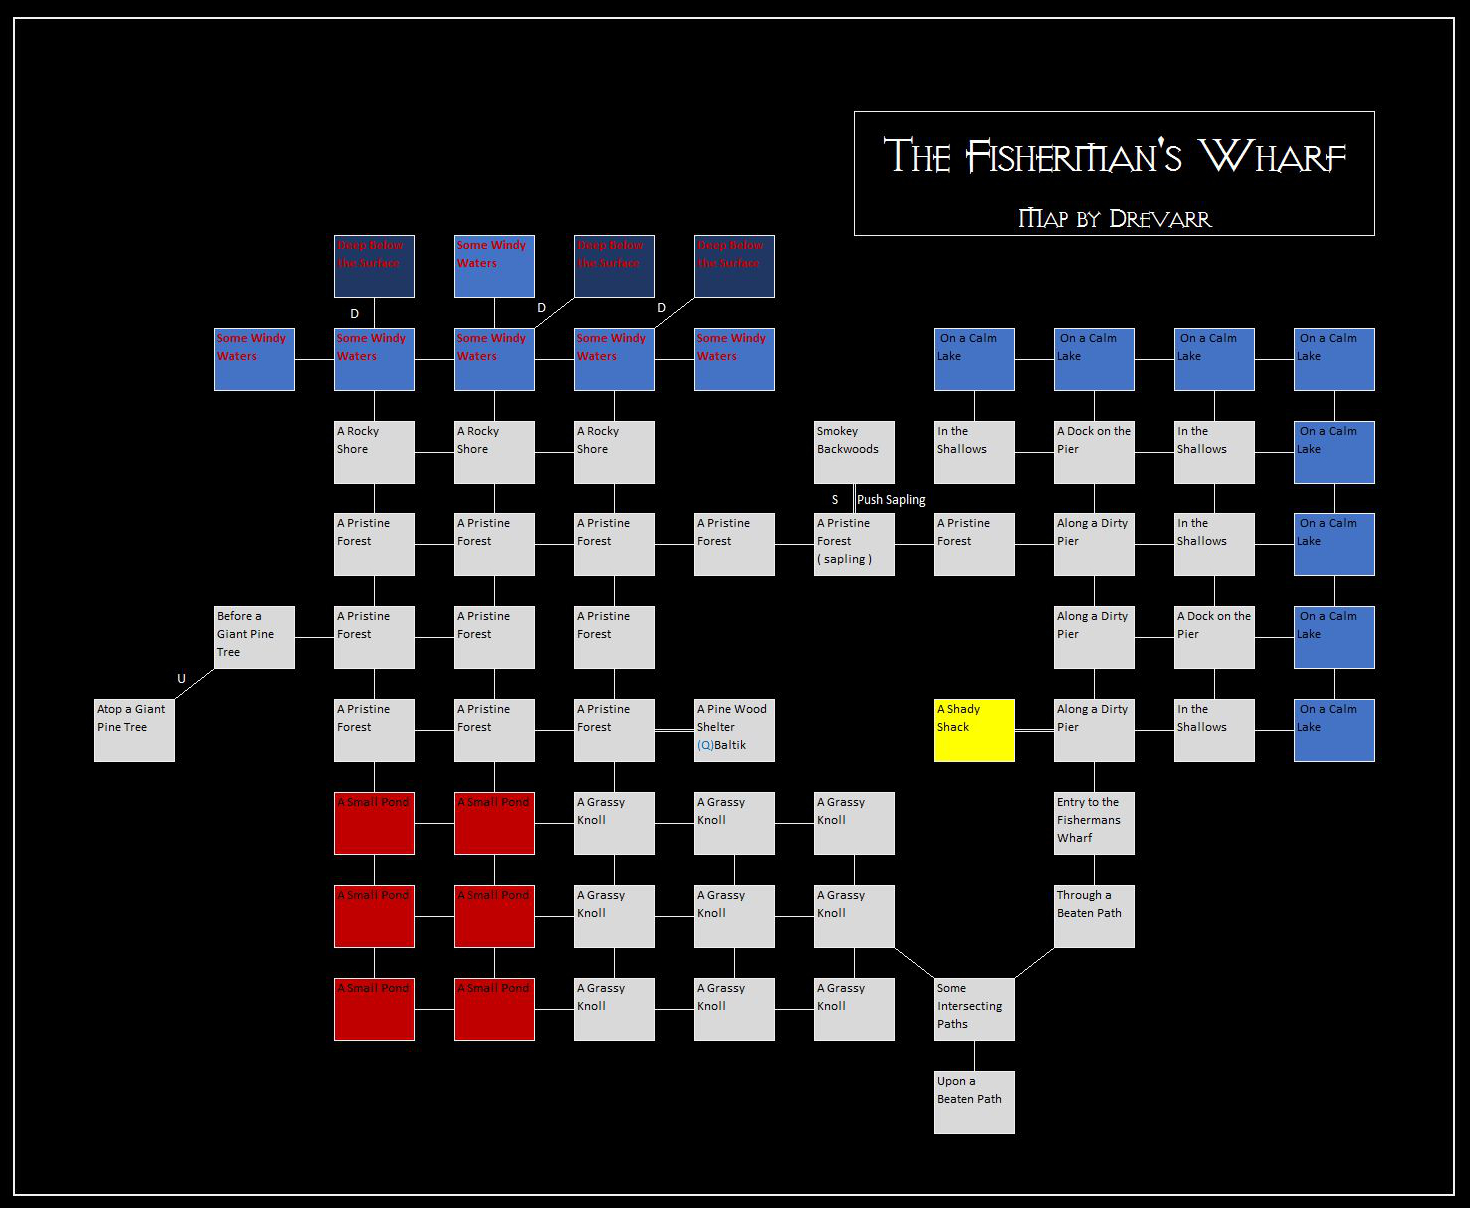 The Fisherman's Wharf
Map by Drevarr
Deep Below
the Surface
Some Windy
Waters
Deep Below
the Surface
Deep Below
the Surface
D
D
D
Some Windy
Waters
Some Windy
Waters
Some Windy
Waters
Some Windy
Waters
Some Windy
Waters
On a Calm
Lake
On a Calm
Lake
On a Calm
Lake
On a Calm
Lake
A Rocky
Shore
A Rocky
Shore
A Rocky
Shore
Smokey
Backwoods
In the
Shallows
A Dock on the
Pier
In the
Shallows
On a Calm
Lake
S
Push Sapling
A Pristine
Forest
A Pristine
Forest
A Pristine
Forest
A Pristine
Forest
A Pristine
Forest
( sapling )
A Pristine
Forest
Along a Dirty
Pier
In the
Shallows
On a Calm
Lake
Before a
Giant Pine
Tree
A Pristine
Forest
A Pristine
Forest
A Pristine
Forest
Along a Dirty
Pier
A Dock on the
Pier
On a Calm
Lake
U
Atop a Giant
Pine Tree
A Pristine
Forest
A Pristine
Forest
A Pristine
Forest
A Pine Wood
Shelter
(Q)Baltik
A Shady
Shack
Along a Dirty
Pier
In the
Shallows
On a Calm
Lake
A Small Pond
A Small Pond
A Grassy
Knoll
A Grassy
Knoll
A Grassy
Knoll
Entry to the
Fishermans
Wharf
A Small Pond
A Small Pond
A Grassy
Knoll
A Grassy
Knoll
A Grassy
Knoll
Through a
Beaten Path
A Small Pond
A Small Pond
A Grassy
Knoll
A Grassy
Knoll
A Grassy
Knoll
Some
Intersecting
Paths
Upon a
Beaten Path